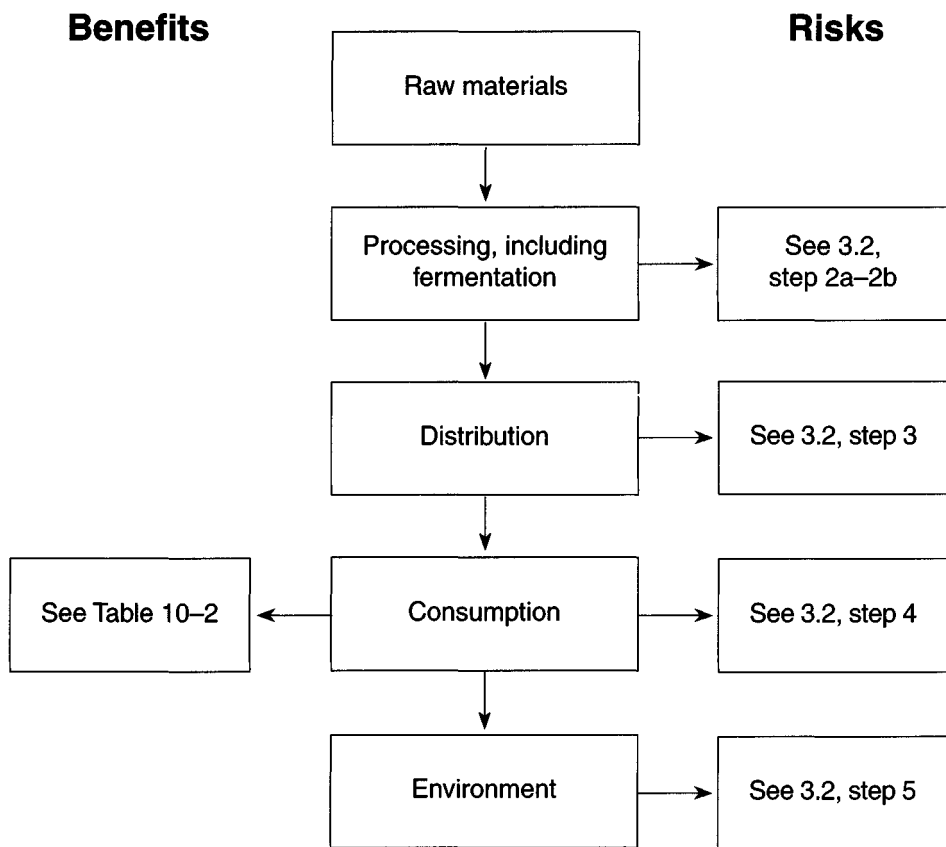 Benefits
Risks
Raw materials
Processing, including
fermentation
See 3.2,
step 2a–2b
Distribution
See 3.2, step 3
See Table 10–2
Consumption
See 3.2, step 4
Environment
See 3.2, step 5